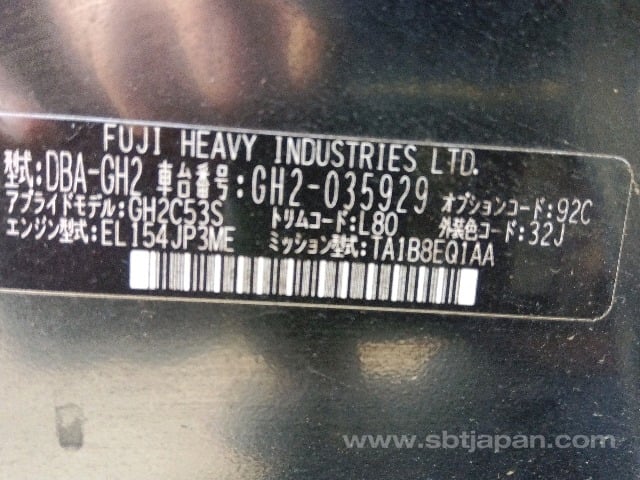 FUJI HEAVY INDUSTRIES LTD.
型式:DBA-GH2 車台番号:GH2-035929 オプションコード:92C
アプライドモデル:GH2C53S トリムコード:L80 外装色コード:32J
エンジン型式:EL154JP3ME ミッション型式:TA1B8EQ1AA
www.sbtjapan.com